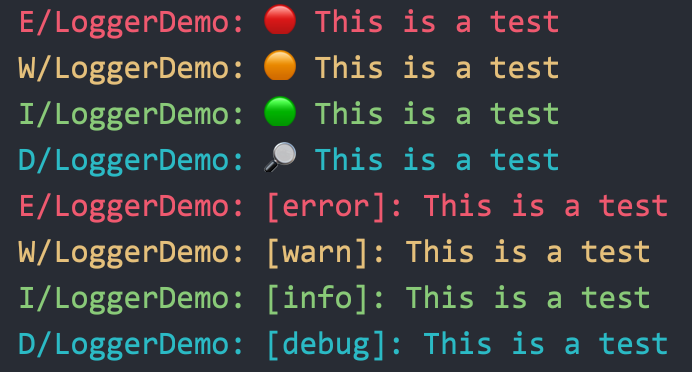 E/LoggerDemo: 🔴 This is a test
W/LoggerDemo: 🟠 This is a test
I/LoggerDemo: 🟢 This is a test
D/LoggerDemo: 🔎 This is a test
E/LoggerDemo: [error]: This is a test
W/LoggerDemo: [warn]: This is a test
I/LoggerDemo: [info]: This is a test
D/LoggerDemo: [debug]: This is a test